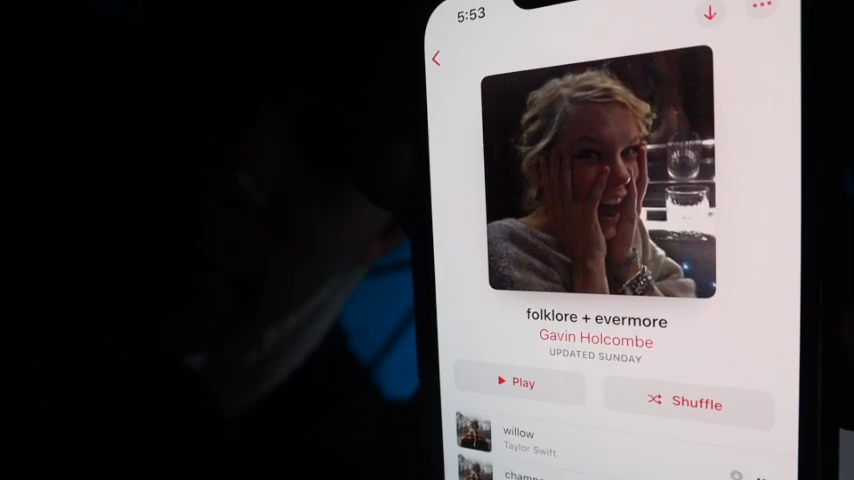 5:53
folklore + evermore
Gavin Holcombe
UPDATED SUNDAY
Play
Shuffle
willow
Taylor Swift